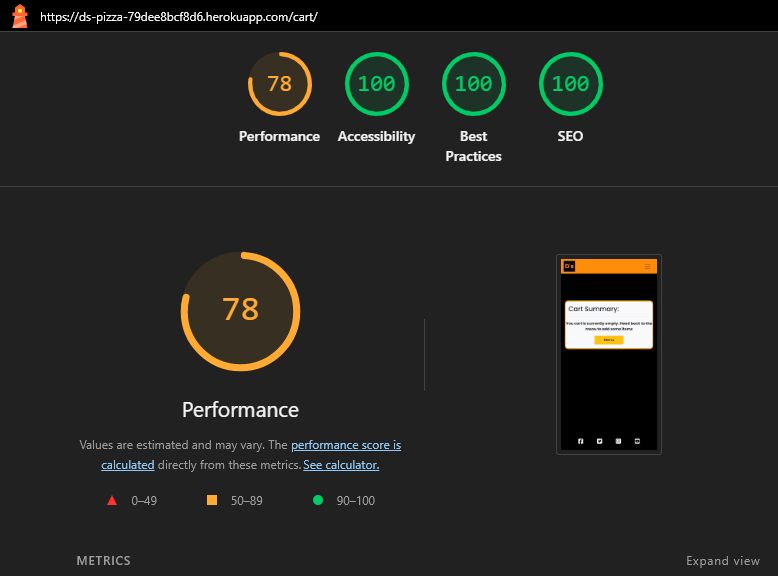 https://ds-pizza-79dee8bcf8d6.herokuapp.com/cart/
78
100
100
100
Performance
Accessibility
Best
Practices
SEO
78
Performance
Values are estimated and may vary. The performance score is
calculated directly from these metrics. See calculator.
0–49
50–89
90–100
D's
Cart Summary:
Your cart is currently empty. Head back to the
menu to add some items
METRICS
Expand view